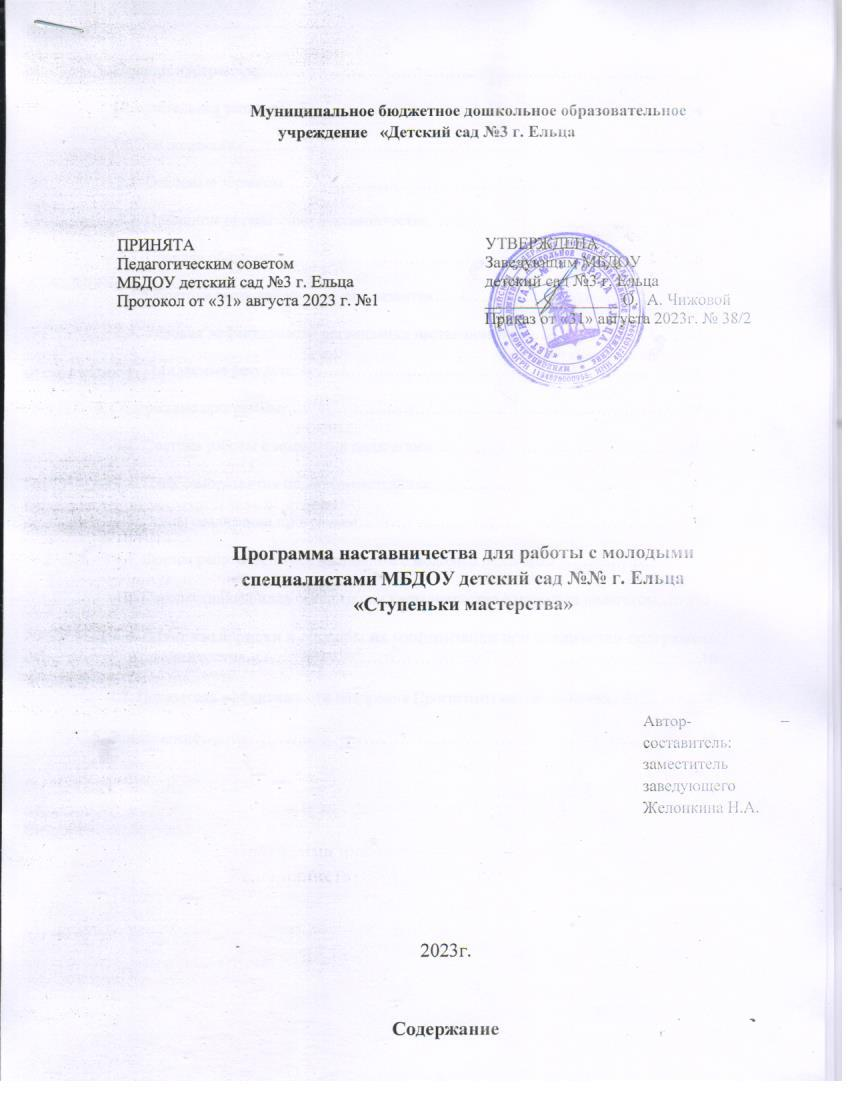 Муниципальное бюджетное дошкольное образовательное
учреждение «Детский сад №3 г. Ельца
ПРИНЯТА
Педагогическим советом
МБДОУ детский сад №3 г. Ельца
Протокол от «31» августа 2023 г. №1
УТВЕРЖДЕНА
Заведующим МБДОУ
детский сад №3 г. Ельца
О. А. Чижовой
Приказ от «31» августа 2023г. № 38/2
Программа наставничества для работы с молодыми
специалистами МБДОУ детский сад №№ г. Ельца
«Ступеньки мастерства»
Автор- –
составитель:
заместитель
заведующего
Желонкина Н.А.
2023г.
Содержание